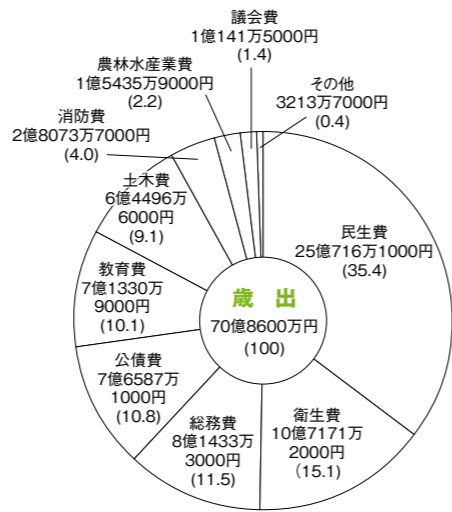 議会費
1億141万5000円
(1.4)
農林水産業費
1億5435万9000円
(2.2)
その他
3213万7000円
(0.4)
消防費
2億8073万7000円
(4.0)
土木費
6億4496万
6000円
(9.1)
民生費
25億716万1000円
(35.4)
教育費
7億1330万
9000円
(10.1)
歳 出
70億8600万円
(100)
公債費
7億6587万
1000円
(10.8)
総務費
8億1433万
3000円
(11.5)
衛生費
10億7171万
2000円
(15.1)